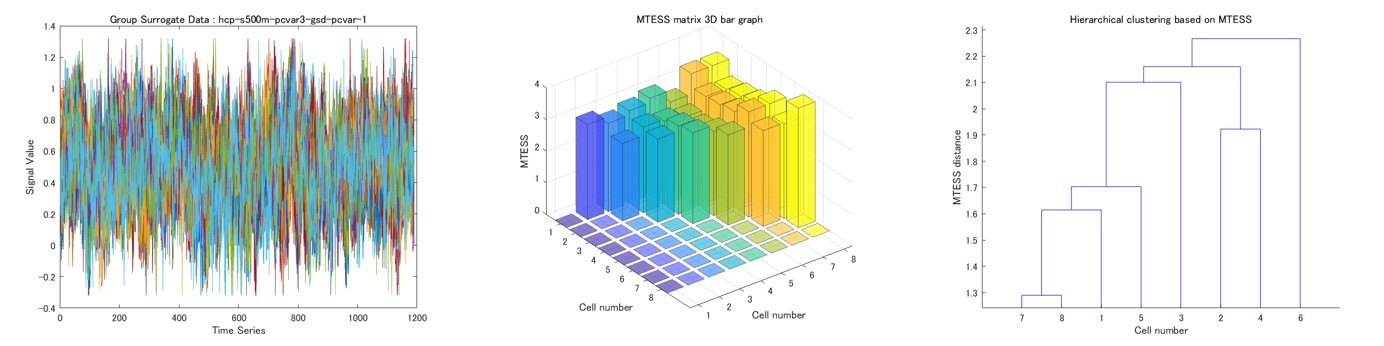 Group Surrogate Data : hcp-s500m-pcvar3-gsd-pcvar-1
1.4
1.2
1
0.8
0.6
0.4
0.2
0
-0.2
-0.4
Signal Value
0 200 400 600 800 1000 1200
Time Series
MTESS matrix 3D bar graph
4
3
2
1
0
MTESS
1 2 3 4 5 6 7 8
Cell number
1 2 3 4 5 6 7 8
Cell number
Hierarchical clustering based on MTESS
2.3
2.2
2.1
2
1.9
1.8
1.7
1.6
1.5
1.4
1.3
MTESS distance
7 8 1 5 3 2 4 6
Cell number